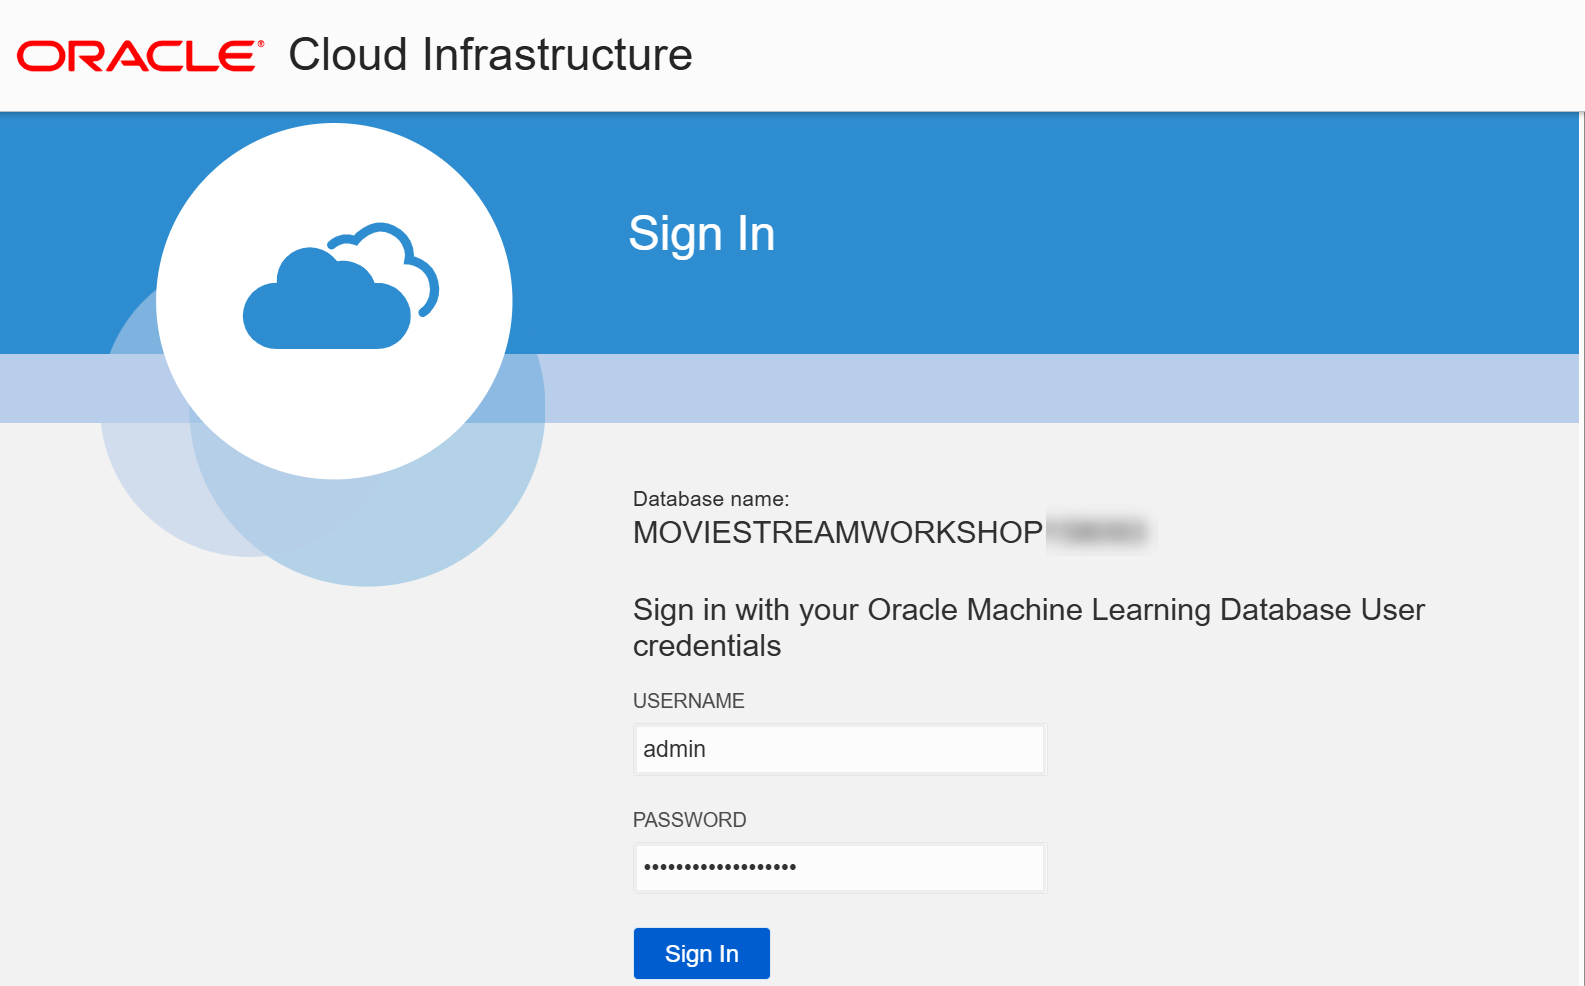 ORACLE® Cloud Infrastructure
Sign In
Database name:
MOVIESTREAMWORKSHOP
Sign in with your Oracle Machine Learning Database User
credentials
USERNAME
admin
PASSWORD
•••••••••••••••••••
Sign In